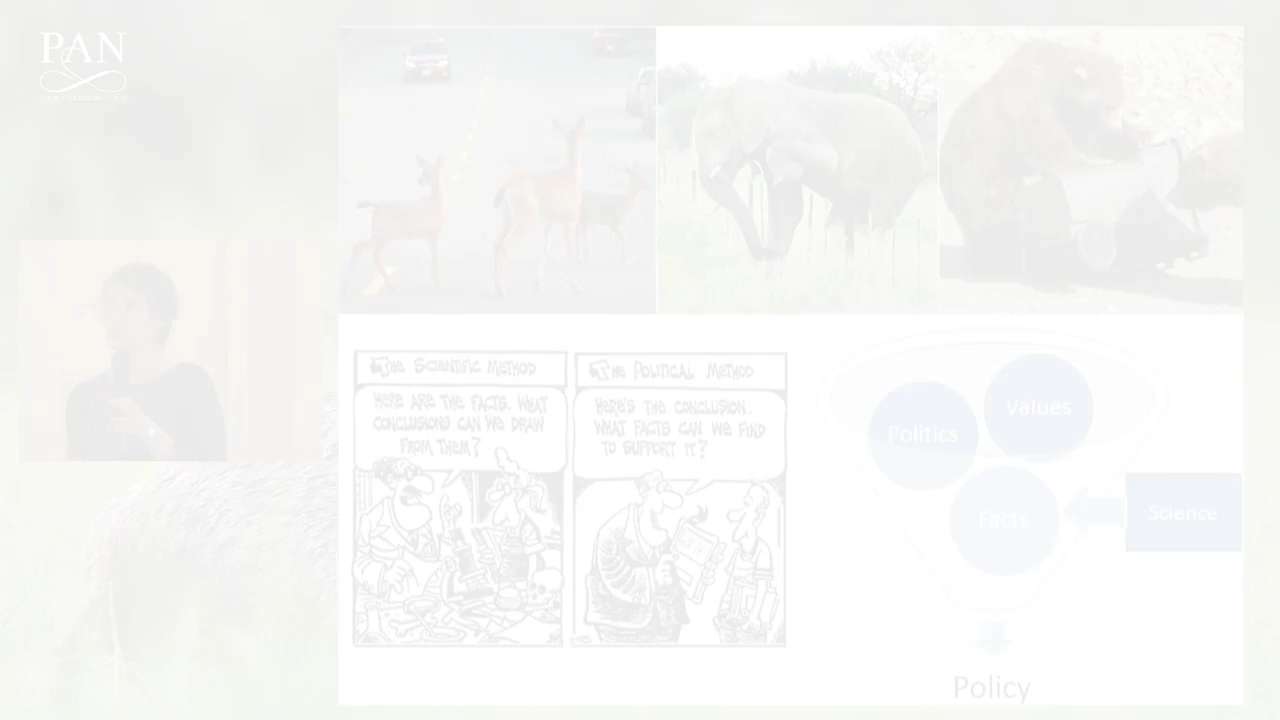 PAN
The Scientific Method
Here are the facts. What
conclusions can we draw
from them?
The Political Method
Here's the conclusion.
What facts can we find
to support it?
Politics
Values
Facts
Science
Policy